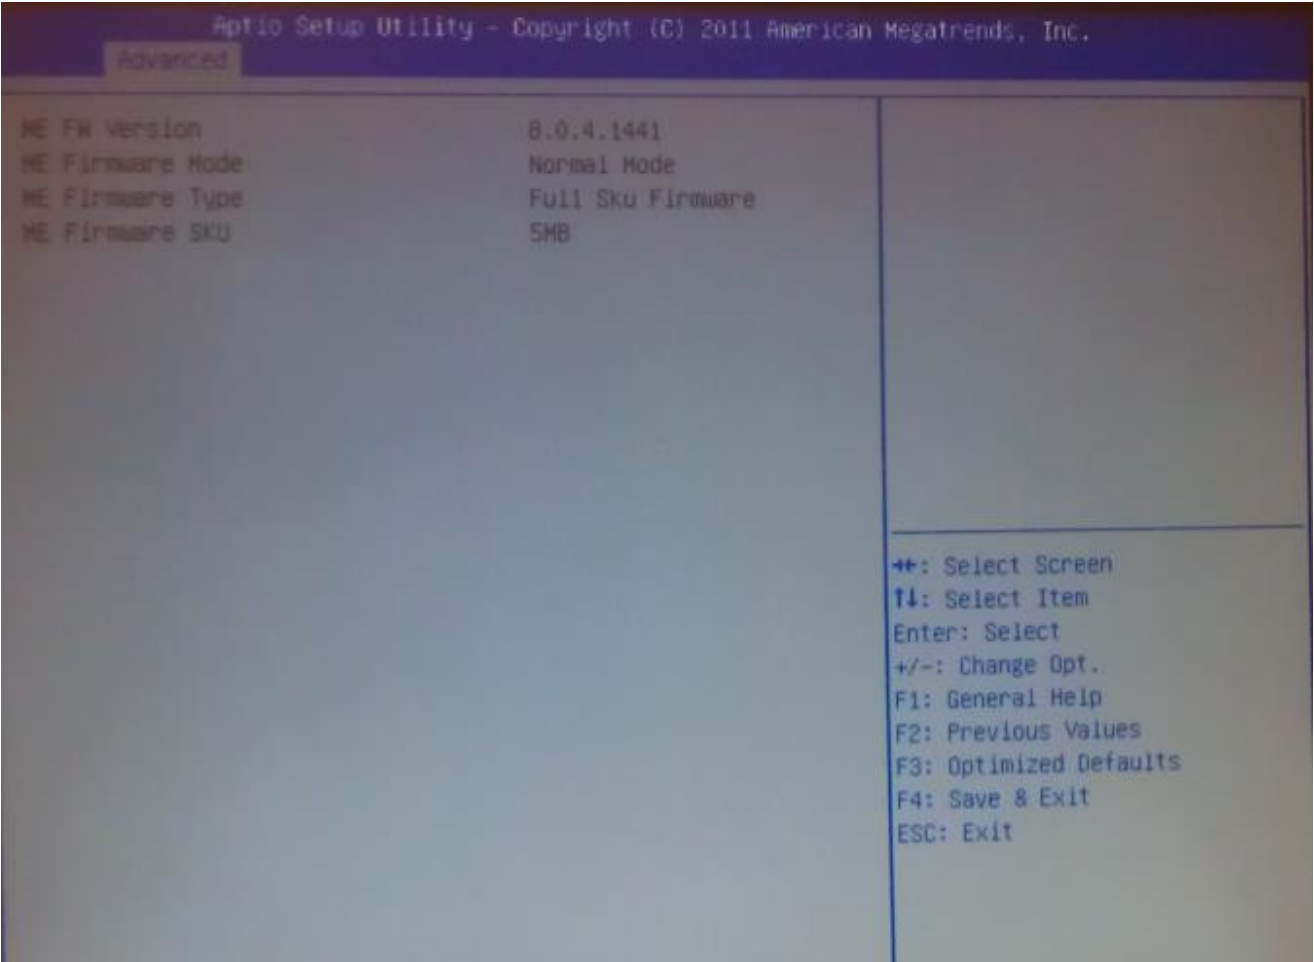 Aptio Setup Utility - Copyright (C) 2011 American Megatrends, Inc.
Advanced
ME FW Version 8.0.4.1441
ME Firmware Mode Normal Mode
ME Firmware Type Full Sku Firmware
ME Firmware SKU 5MB
→←: Select Screen
↑↓: Select Item
Enter: Select
+/-: Change Opt.
F1: General Help
F2: Previous Values
F3: Optimized Defaults
F4: Save & Exit
ESC: Exit